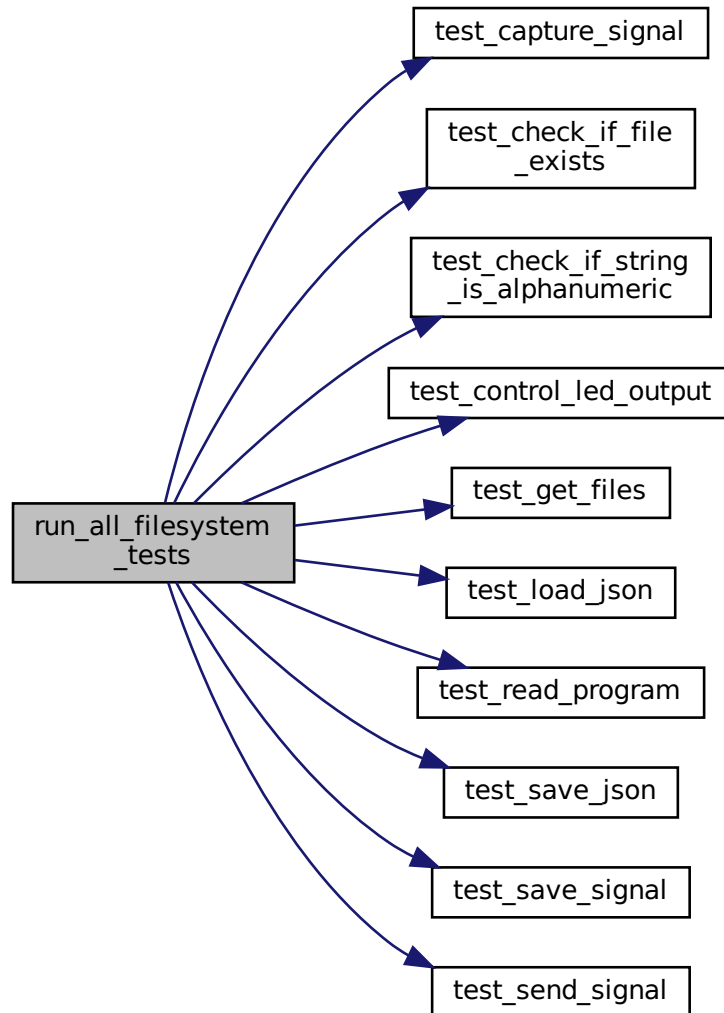 test_capture_signal
test_check_if_file
_exists
test_check_if_string
_is_alphanumeric
test_control_led_output
test_get_files
run_all_filesystem
_tests
test_load_json
test_read_program
test_save_json
test_save_signal
test_send_signal